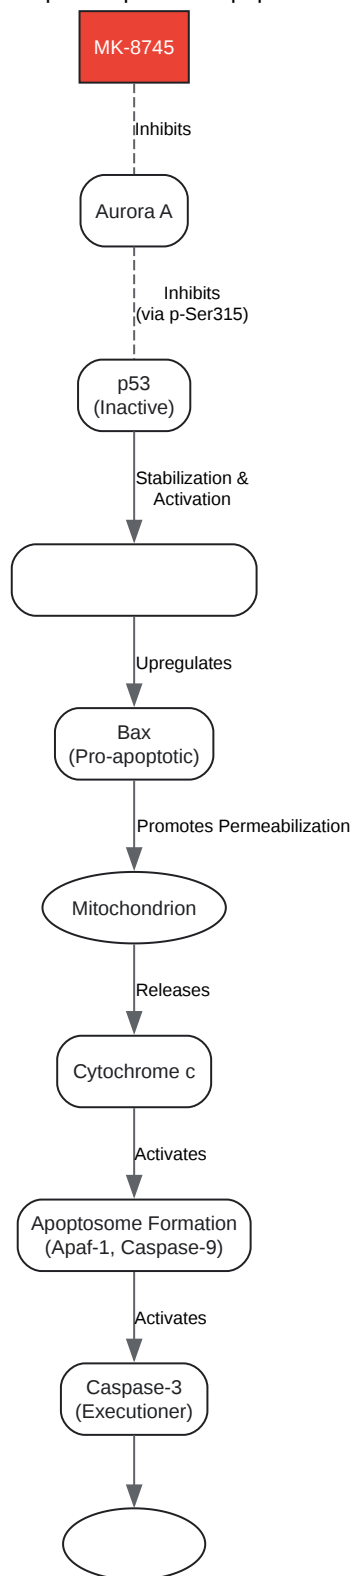 MK-8745
Inhibits
Aurora A
Inhibits
(via p-Ser315)
p53
(Inactive)
Stabilization &
Activation
Upregulates
Bax
(Pro-apoptotic)
Promotes Permeabilization
Mitochondrion
Releases
Cytochrome c
Activates
Apoptosome Formation
(Apaf-1, Caspase-9)
Activates
Caspase-3
(Executioner)